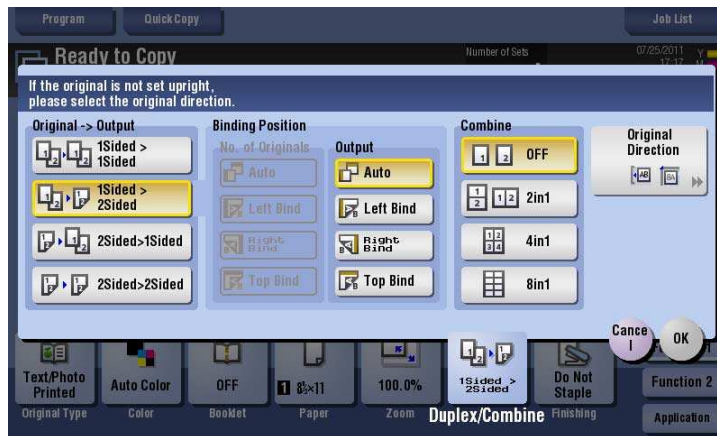 Program
Quick Copy
Job List
Ready to Copy
Number of Sets
07/25/2011
17:17
Y
M
If the original is not set upright,
please select the original direction.
Original -> Output
1Sided >
1Sided
1Sided >
2Sided
2Sided>1Sided
2Sided>2Sided
Binding Position
No. of Originals
Auto
Left Bind
Right
Bind
Top Bind
Output
Auto
Left Bind
Right
Bind
Top Bind
Combine
OFF
2in1
4in1
8in1
Original
Direction
Cance
l
OK
Text/Photo
Printed
Original Type
Auto Color
Color
OFF
Booklet
1 8½×11
Paper
100.0%
Zoom
1Sided >
2Sided
Duplex/Combine
Do Not
Staple
Finishing
Function 2
Application